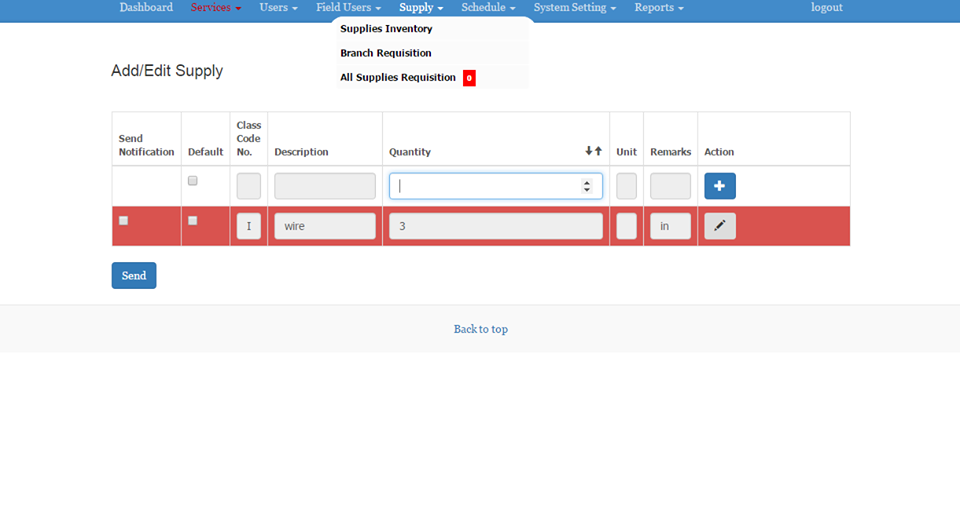 Dashboard Services Users Field Users Supply Schedule System Setting Reports logout
Supplies Inventory
Branch Requisition
All Supplies Requisition 0
Add/Edit Supply
Send Notification Default Class Code No. Description Quantity Unit Remarks Action
I wire 3 in
Send
Back to top